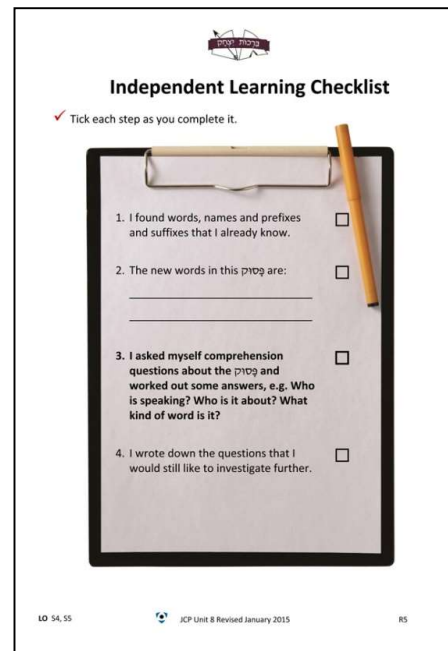 ברכות יצחק
Independent Learning Checklist
✓ Tick each step as you complete it.
1. I found words, names and prefixes
and suffixes that I already know.
2. The new words in this פָּסוּק are:
3. I asked myself comprehension
questions about the פָּסוּק and
worked out some answers, e.g. Who
is speaking? Who is it about? What
kind of word is it?
4. I wrote down the questions that I
would still like to investigate further.
LO S4, S5 JCP Unit 8 Revised January 2015 R5